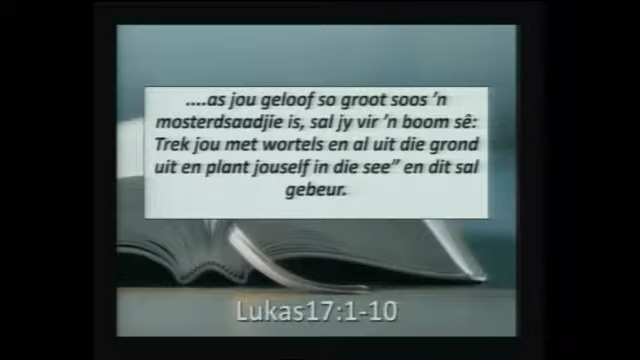 ....as jou geloof so groot soos 'n
mosterdsaadjie is, sal jy vir 'n boom sê:
Trek jou met wortels en al uit die grond
uit en plant jouself in die see” en dit sal
gebeur.
Lukas17:1-10